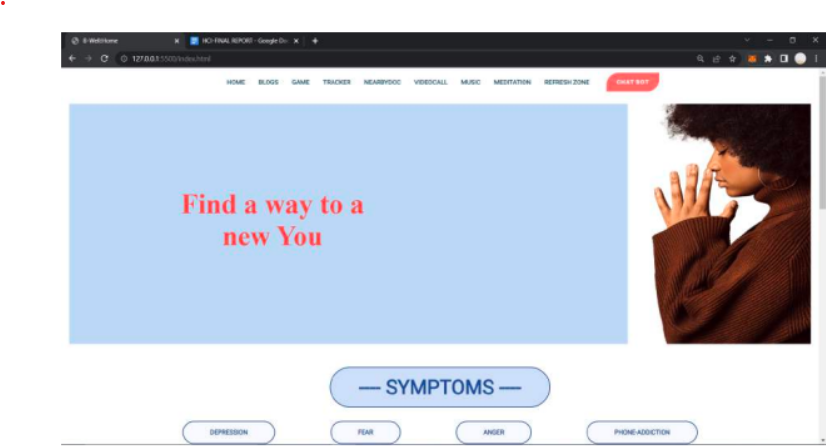 B-Well:Home
HCI-FINAL REPORT - Google Do
127.0.0.1:5500/index.html
HOME BLOGS GAME TRACKER NEARBYDOC VIDEOCALL MUSIC MEDITATION REFRESH ZONE CHAT BOT
Find a way to a
new You
— SYMPTOMS —
DEPRESSION FEAR ANGER PHONE-ADDICTION